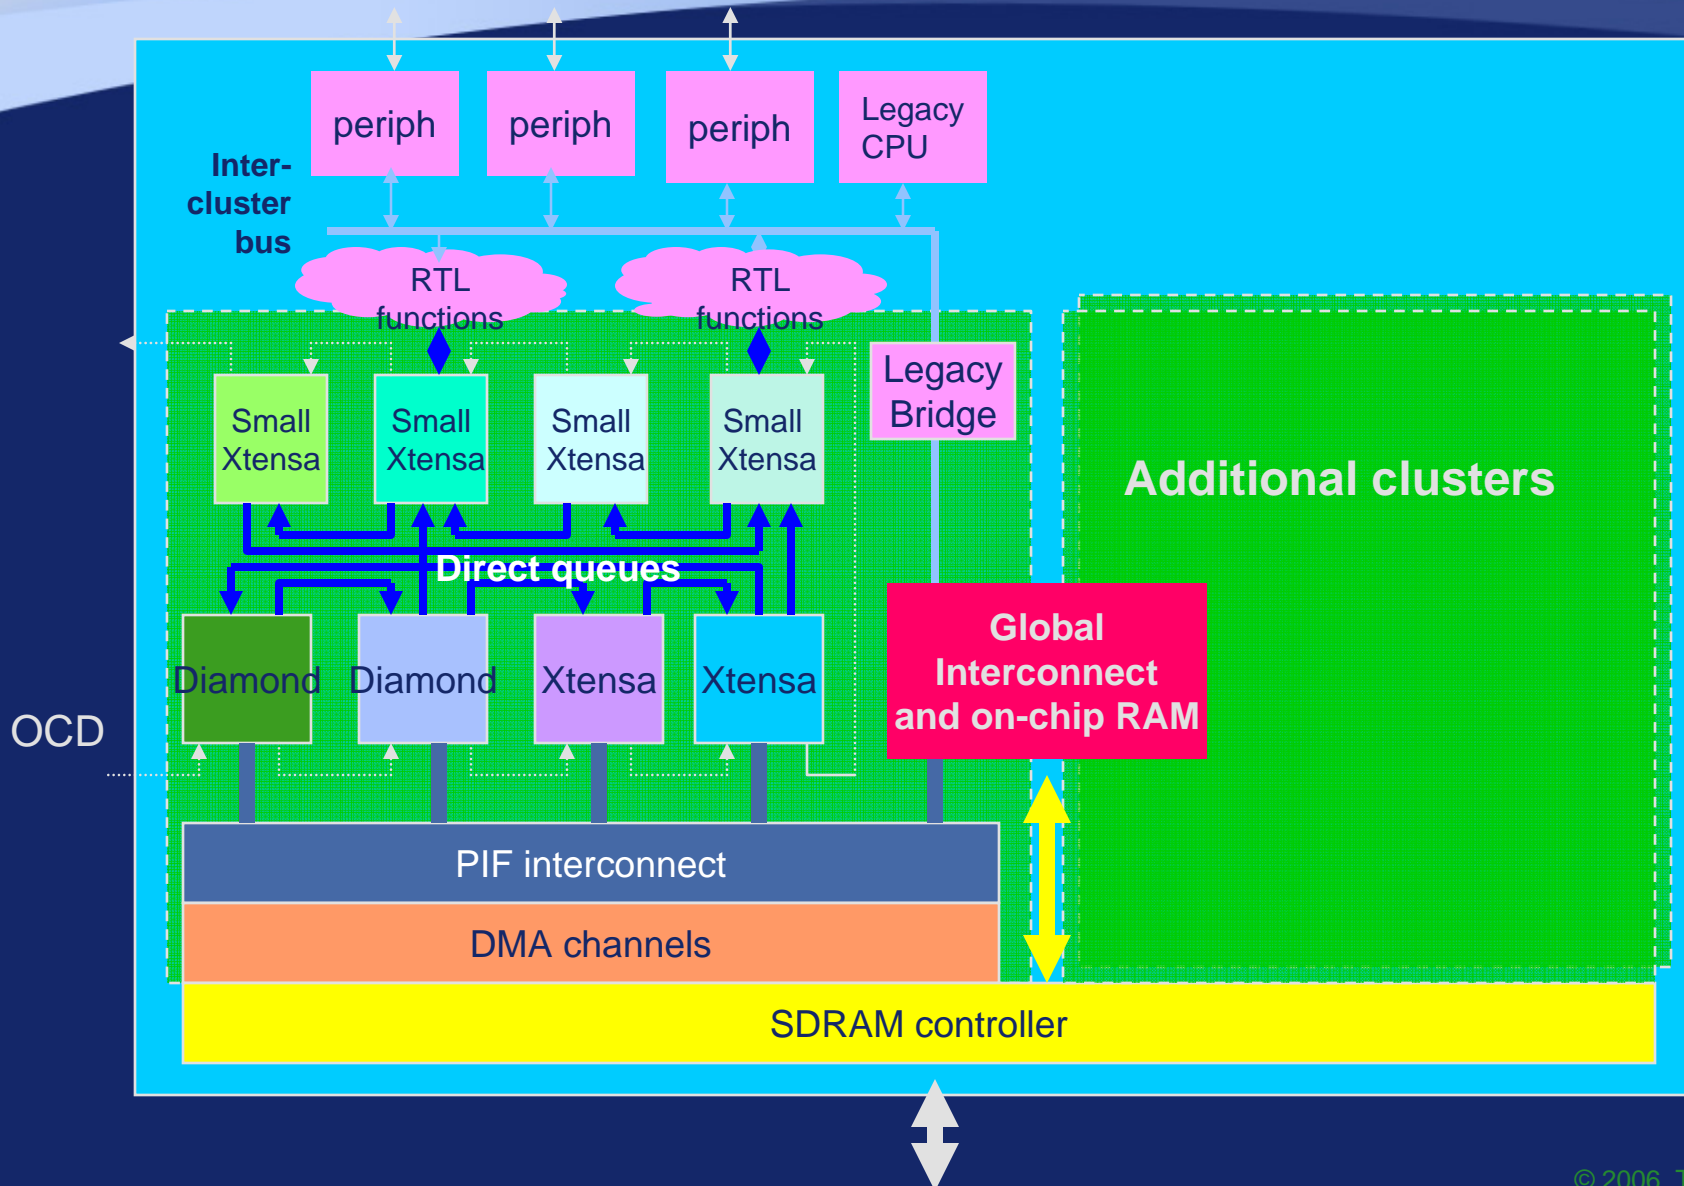 periph
periph
periph
Legacy
CPU
Inter-
cluster
bus
RTL
functions
RTL
functions
Legacy
Bridge
Small
Xtensa
Small
Xtensa
Small
Xtensa
Small
Xtensa
Additional clusters
Direct queues
Diamond
Diamond
Xtensa
Xtensa
Global
Interconnect
and on-chip RAM
OCD
PIF interconnect
DMA channels
SDRAM controller
© 2006